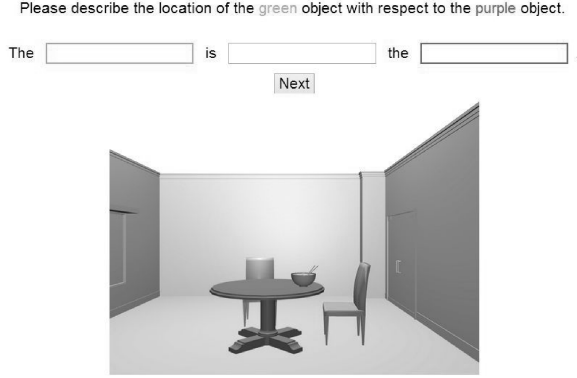 Please describe the location of the green object with respect to the purple object.
The is the
Next